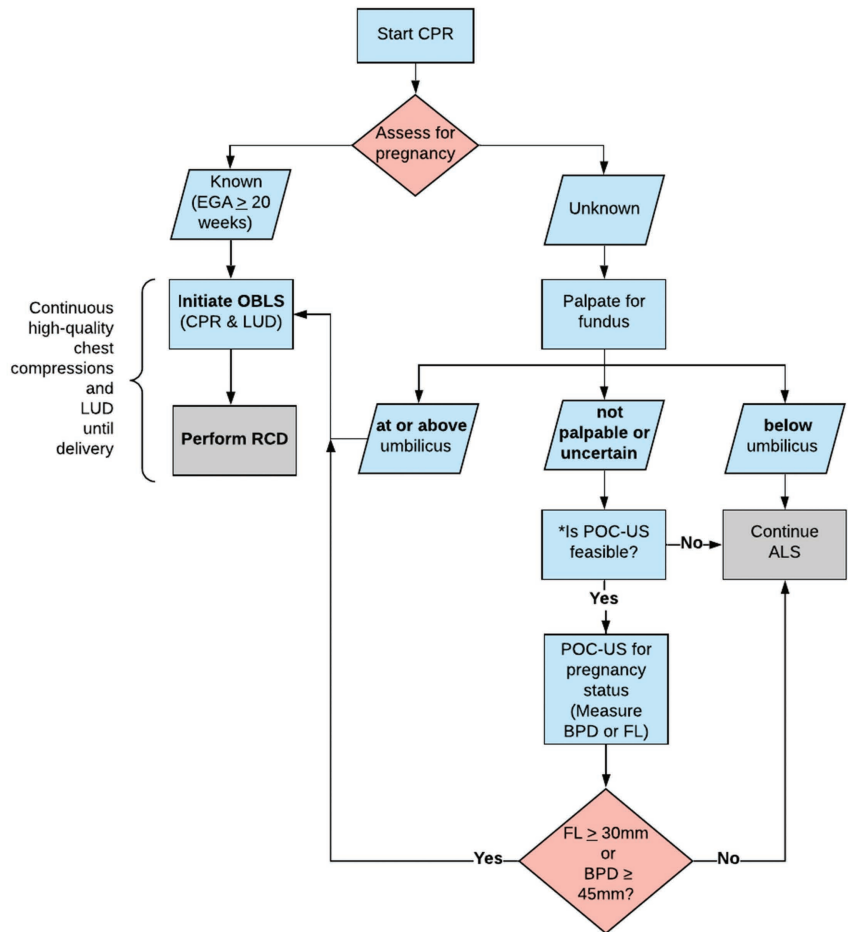 Start CPR
Assess for
pregnancy
Known
(EGA ≥ 20
weeks)
Unknown
Continuous
high-quality
chest
compressions
and
LUD
until
delivery
Initiate OBLS
(CPR & LUD)
Palpate for
fundus
Perform RCD
at or above
umbilicus
not
palpable or
uncertain
below
umbilicus
*Is POC-US
feasible?
No
Continue
ALS
Yes
POC-US for
pregnancy
status
(Measure
BPD or FL)
Yes
FL ≥ 30mm
or
BPD ≥
45mm?
No